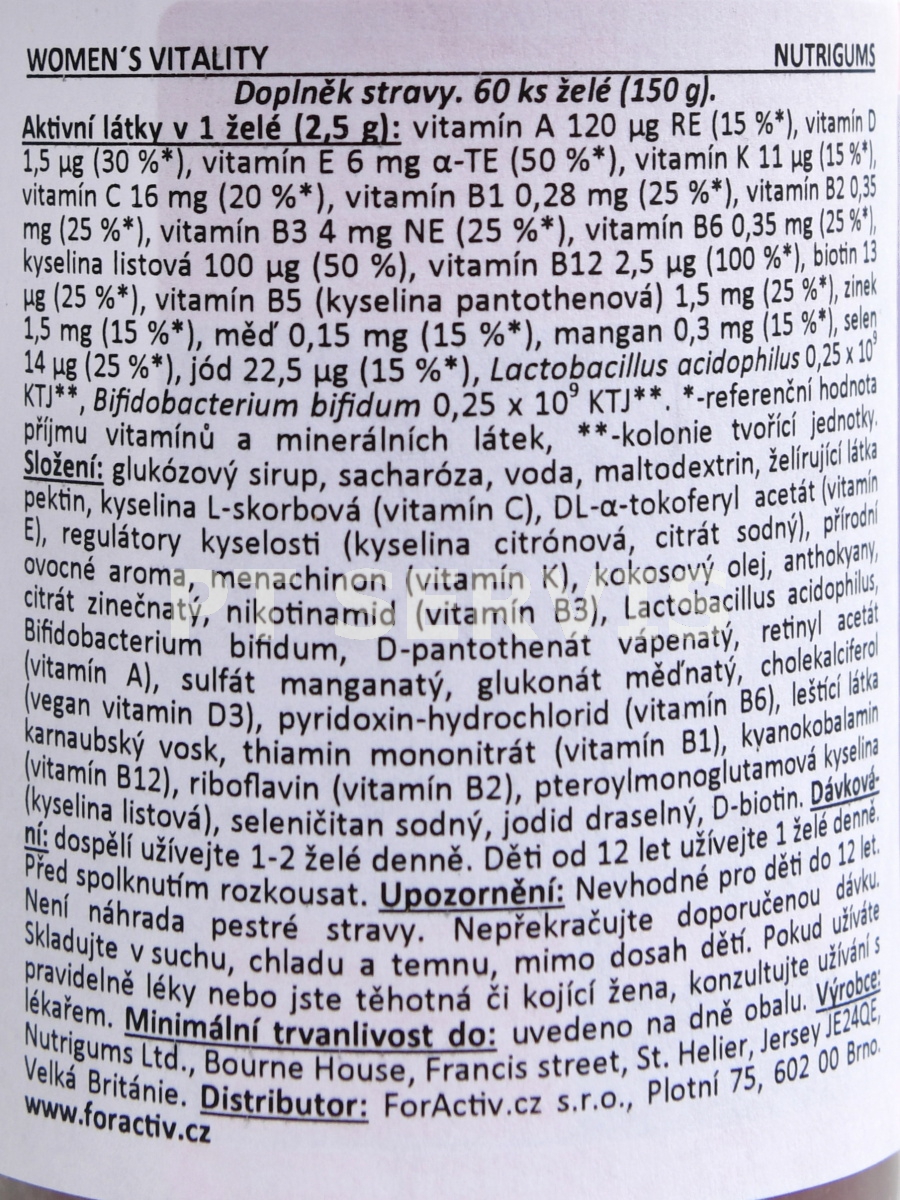 WOMEN´S VITALITY NUTRIGUMS
Doplněk stravy. 60 ks želé (150 g).
Aktivní látky v 1 želé (2,5 g): vitamín A 120 µg RE (15 %*), vitamín D
1,5 µg (30 %*), vitamín E 6 mg α-TE (50 %*), vitamín K 11 µg (15 %*),
vitamín C 16 mg (20 %*), vitamín B1 0,28 mg (25 %*), vitamín B2 0,35
mg (25 %*), vitamín B3 4 mg NE (25 %*), vitamín B6 0,35 mg (25 %*),
kyselina listová 100 µg (50 %), vitamín B12 2,5 µg (100 %*), biotin 13
µg (25 %*), vitamín B5 (kyselina pantothenová) 1,5 mg (25 %*), zinek
1,5 mg (15 %*), měď 0,15 mg (15 %*), mangan 0,3 mg (15 %*), selen
14 µg (25 %*), jód 22,5 µg (15 %*), Lactobacillus acidophilus 0,25 x 10⁹
KTJ**, Bifidobacterium bifidum 0,25 x 10⁹ KTJ**. *-referenční hodnota
příjmu vitamínů a minerálních látek, **-kolonie tvořící jednotky.
Složení: glukózový sirup, sacharóza, voda, maltodextrin, želírující látka
pektin, kyselina L-skorbová (vitamín C), DL-α-tokoferyl acetát (vitamín
E), regulátory kyselosti (kyselina citrónová, citrát sodný), přírodní
ovocné aroma, menachinon (vitamín K), kokosový olej, anthokyany,
citrát zinečnatý, nikotinamid (vitamín B3), Lactobacillus acidophilus,
Bifidobacterium bifidum, D-pantothenát vápenatý, retinyl acetát
(vitamín A), sulfát manganatý, glukonát měďnatý, cholekalciferol
(vegan vitamin D3), pyridoxin-hydrochlorid (vitamín B6), leštící látka
karnaubský vosk, thiamin mononitrát (vitamín B1), kyanokobalamin
(vitamín B12), riboflavin (vitamín B2), pteroylmonoglutamová kyselina
(kyselina listová), seleničitan sodný, jodid draselný, D-biotin. Dávková-
ní: dospělí užívejte 1-2 želé denně. Děti od 12 let užívejte 1 želé denně.
Před spolknutím rozkousat. Upozornění: Nevhodné pro děti do 12 let.
Není náhrada pestré stravy. Nepřekračujte doporučenou dávku.
Skladujte v suchu, chladu a temnu, mimo dosah dětí. Pokud užíváte
pravidelně léky nebo jste těhotná či kojící žena, konzultujte užívání s
lékařem. Minimální trvanlivost do: uvedeno na dně obalu. Výrobce:
Nutrigums Ltd., Bourne House, Francis street, St. Helier, Jersey JE24QE,
Velká Británie. Distributor: ForActiv.cz s.r.o., Plotní 75, 602 00 Brno.
www.foractiv.cz
PT SERVIS